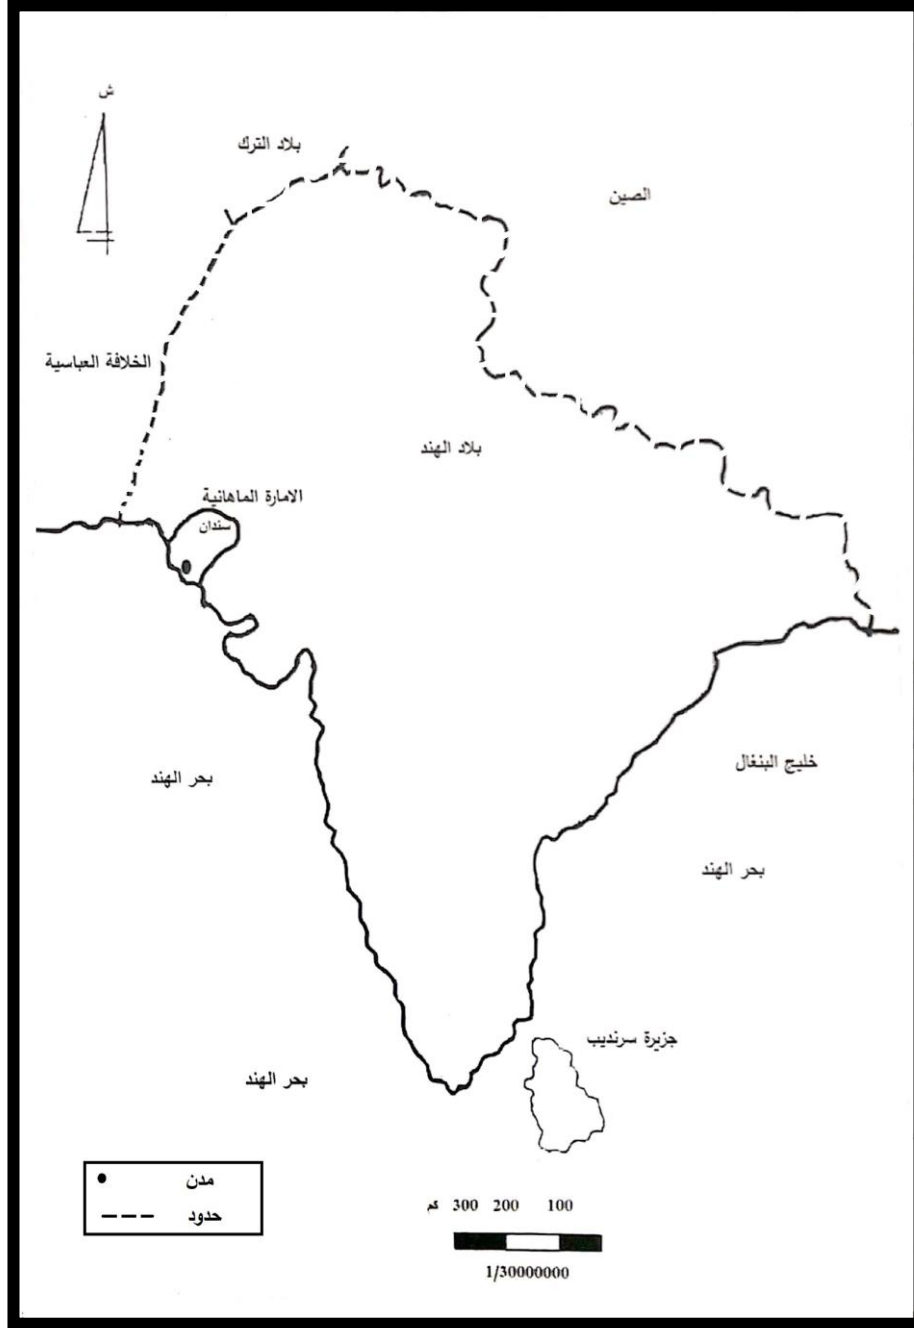 ش
بلاد الترك
الصين
الخلافة العباسية
بلاد الهند
الامارة الماهانية
سندان
خليج البنغال
بحر الهند
بحر الهند
جزيرة سرنديب
بحر الهند
مدن
حدود
كم 300 200 100
1/30000000